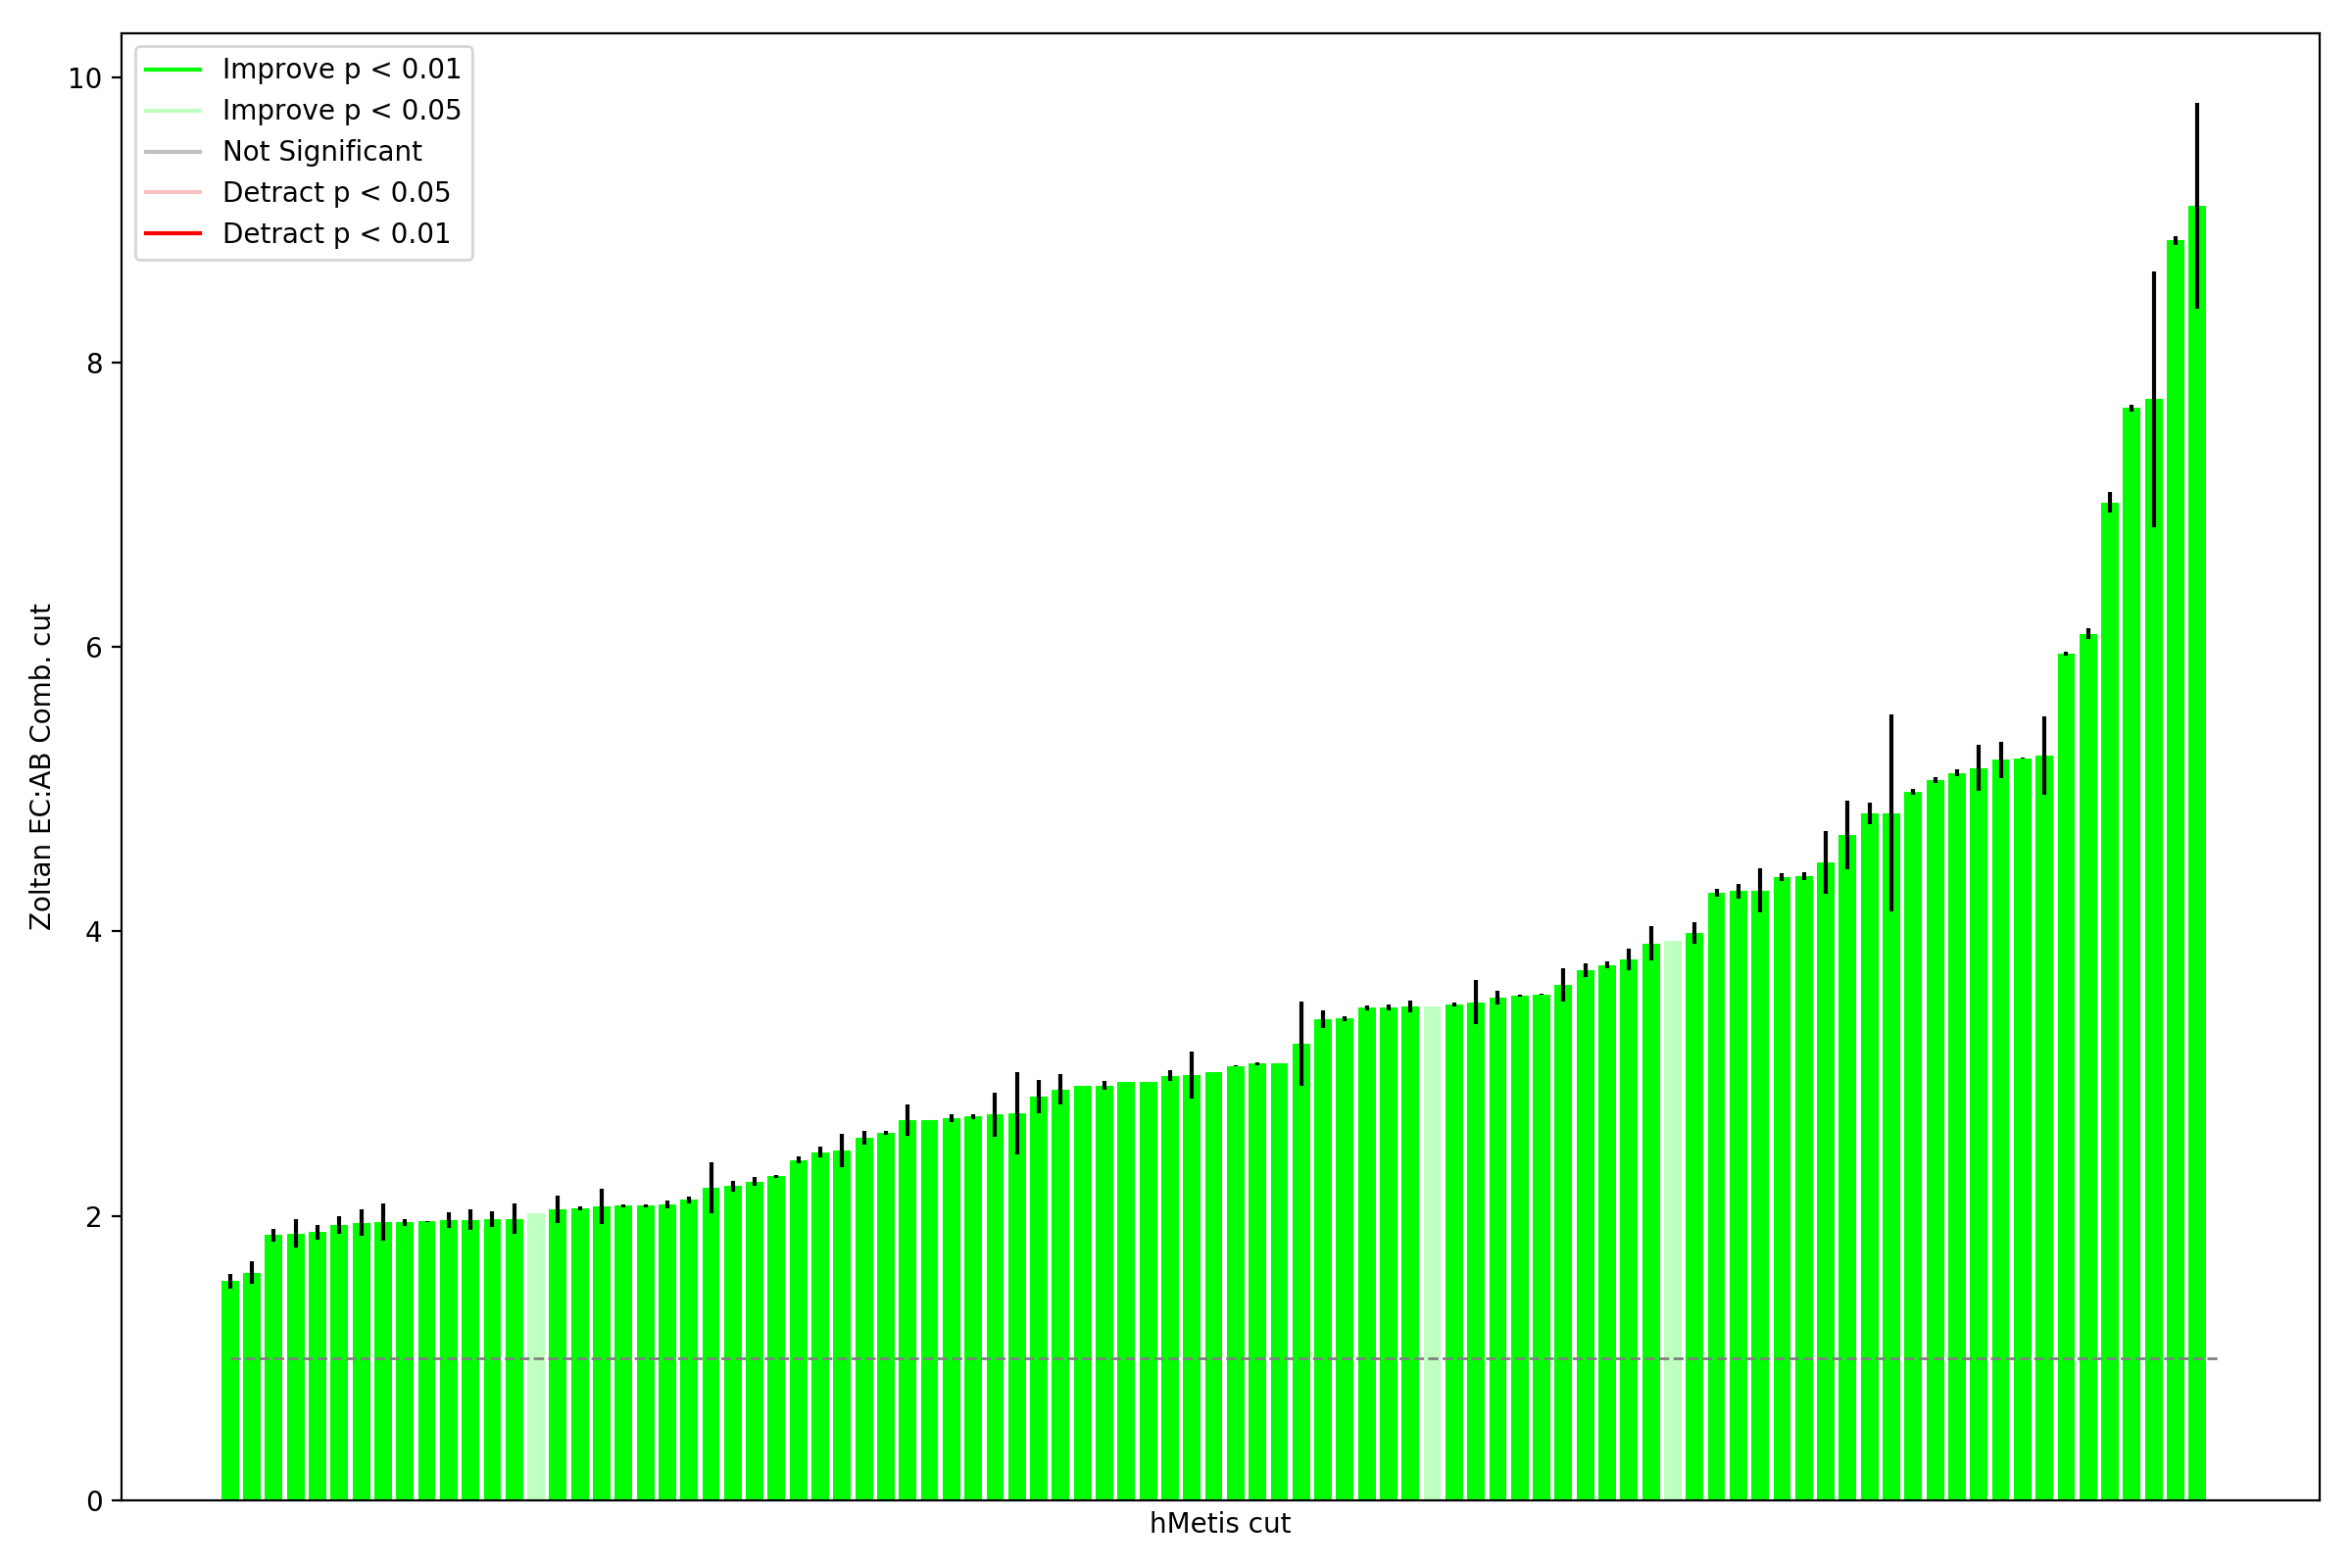 Improve p < 0.01
Improve p < 0.05
Not Significant
Detract p < 0.05
Detract p < 0.01
10
8
6
4
2
0
Zoltan EC:AB Comb. cut
hMetis cut